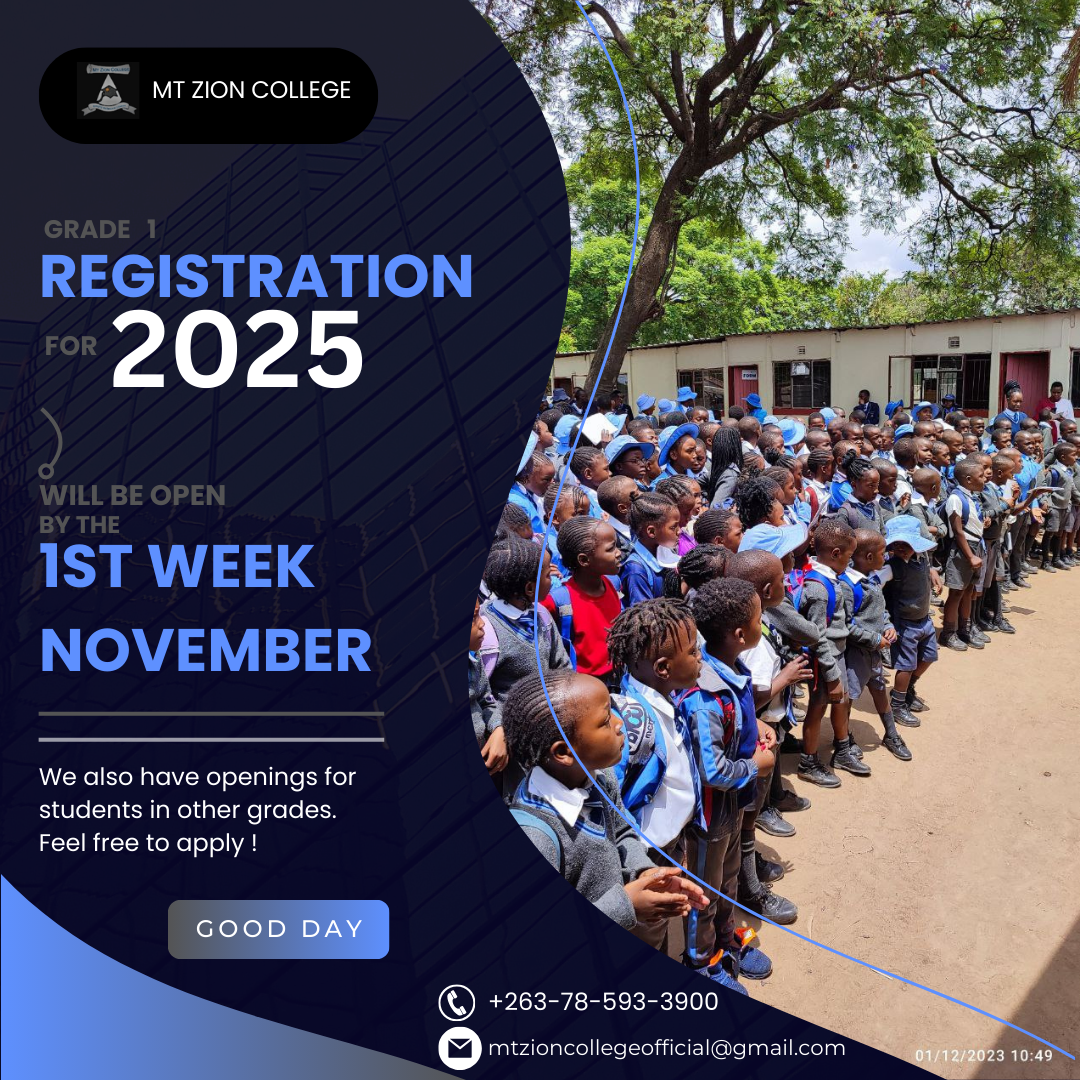 MT ZION COLLEGE
GRADE 1
REGISTRATION
FOR 2025
WILL BE OPEN
BY THE
1ST WEEK
NOVEMBER
We also have openings for
students in other grades.
Feel free to apply !
GOOD DAY
+263-78-593-3900
mtzioncollegeofficial@gmail.com
01/12/2023 10:49